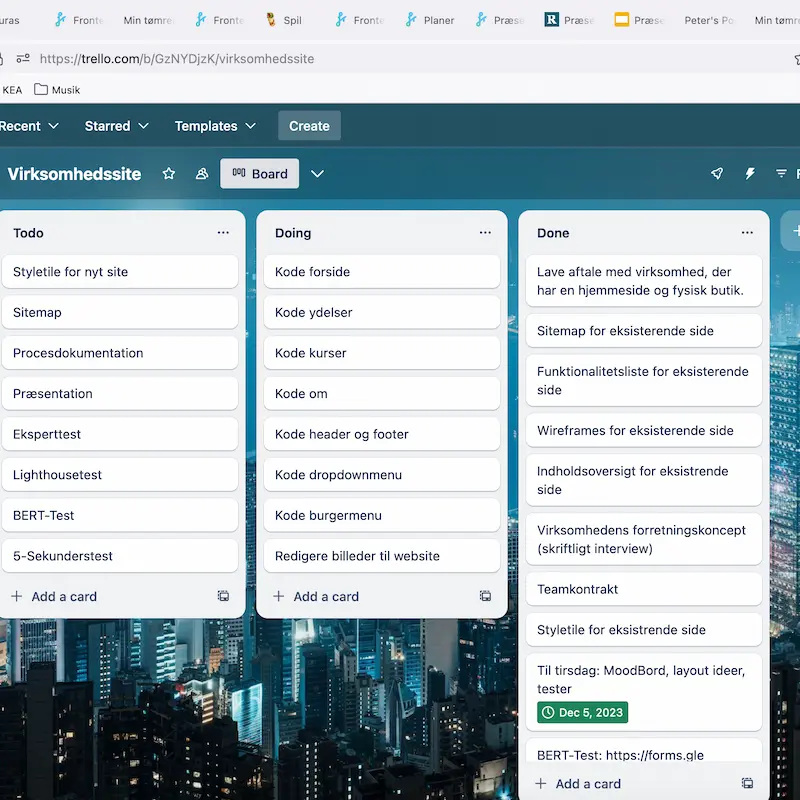 Fronte
Min tømre
Fronte
Spil
Fronte
Planer
Præse
Præse
Præse
Peter's Po
Min tømre
https://trello.com/b/GzNYDjzK/virksomhedssite
KEA
Musik
Recent
Starred
Templates
Create
Virksomhedssite
Board
Todo
Styletile for nyt site
Sitemap
Procesdokumentation
Præsentation
Eksperttest
Lighthousetest
BERT-Test
5-Sekunderstest
Add a card
Doing
Kode forside
Kode ydelser
Kode kurser
Kode om
Kode header og footer
Kode dropdownmenu
Kode burgermenu
Redigere billeder til website
Add a card
Done
Lave aftale med virksomhed, der
har en hjemmeside og fysisk butik.
Sitemap for eksisterende side
Funktionalitetsliste for eksisterende
side
Wireframes for eksisterende side
Indholdsoversigt for eksistrende
side
Virksomhedens forretningskoncept
(skriftligt interview)
Teamkontrakt
Styletile for eksistrende side
Til tirsdag: MoodBord, layout ideer,
tester
Dec 5, 2023
BERT-Test: https://forms.gle
Add a card